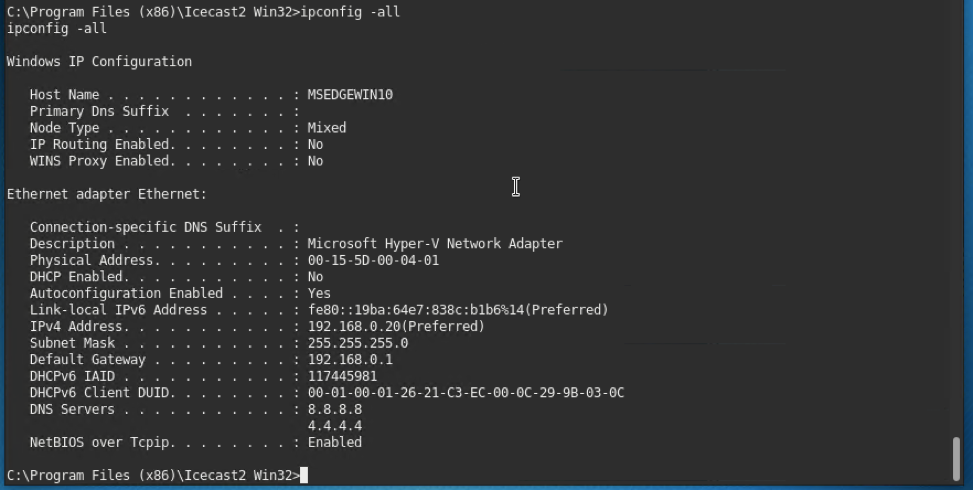 C:\Program Files (x86)\Icecast2 Win32>ipconfig -all
ipconfig -all
Windows IP Configuration
Host Name . . . . . . . . . . . . : MSEDGEWIN10
Primary Dns Suffix  . . . . . . . :
Node Type . . . . . . . . . . . . : Mixed
IP Routing Enabled. . . . . . . . : No
WINS Proxy Enabled. . . . . . . . : No
Ethernet adapter Ethernet:
Connection-specific DNS Suffix  . :
Description . . . . . . . . . . . : Microsoft Hyper-V Network Adapter
Physical Address. . . . . . . . . : 00-15-5D-00-04-01
DHCP Enabled. . . . . . . . . . . : No
Autoconfiguration Enabled . . . . : Yes
Link-local IPv6 Address . . . . . : fe80::19ba:64e7:838c:b1b6%14(Preferred)
IPv4 Address. . . . . . . . . . . : 192.168.0.20(Preferred)
Subnet Mask . . . . . . . . . . . : 255.255.255.0
Default Gateway . . . . . . . . . : 192.168.0.1
DHCPv6 IAID . . . . . . . . . . . : 117445981
DHCPv6 Client DUID. . . . . . . . : 00-01-00-01-26-21-C3-EC-00-0C-29-9B-03-0C
DNS Servers . . . . . . . . . . . : 8.8.8.8
4.4.4.4
NetBIOS over Tcpip. . . . . . . . : Enabled
C:\Program Files (x86)\Icecast2 Win32>